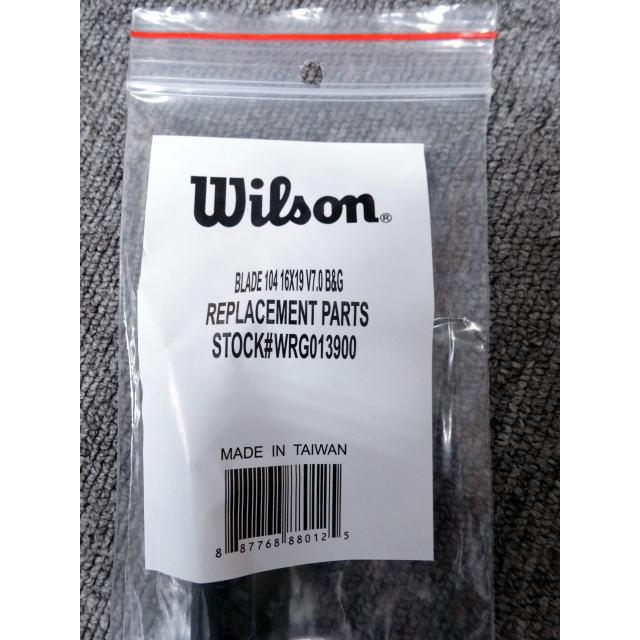 Wilson®
BLADE 104 16X19 V7.0 B&G
REPLACEMENT PARTS
STOCK#WRG013900
MADE IN TAIWAN
8 87768 88012 5